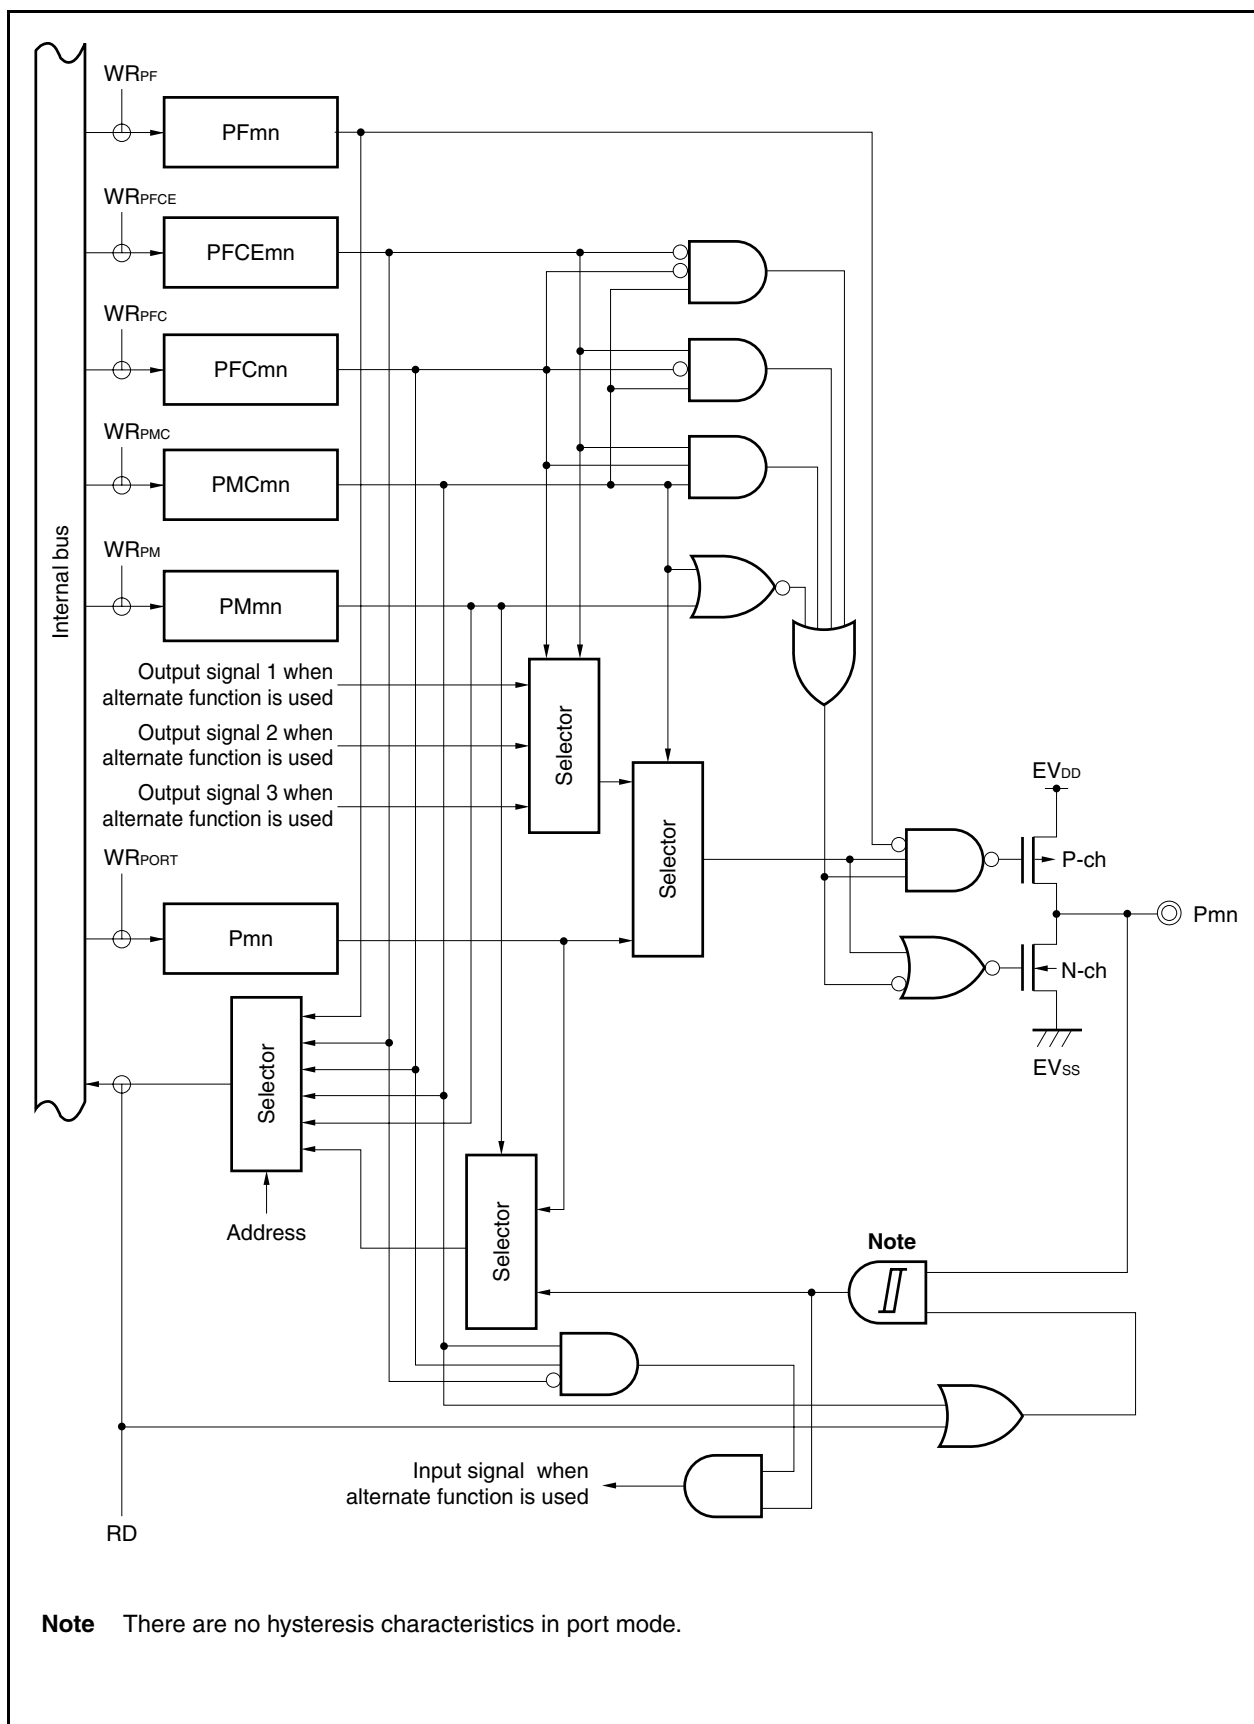 WRPF
PFmn
WRPFCE
PFCEmn
WRPFC
PFCmn
WRPMC
PMCmn
Internal bus
WRPM
PMmn
Output signal 1 when
alternate function is used
Output signal 2 when
alternate function is used
Output signal 3 when
alternate function is used
Selector
Selector
EVDD
P-ch
WRPORT
Pmn
Pmn
N-ch
EVSS
Selector
Address
Selector
Note
Input signal when
alternate function is used
RD
Note There are no hysteresis characteristics in port mode.